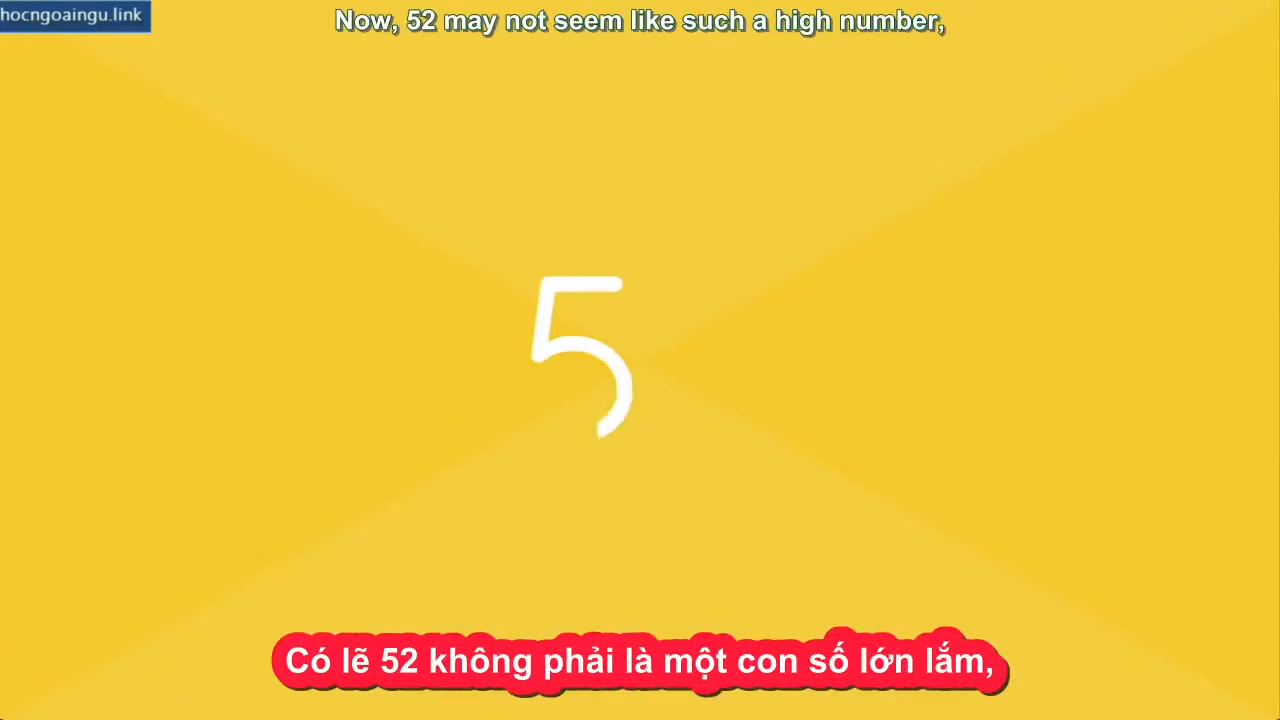 hocngoaingu.link
Now, 52 may not seem like such a high number,
5
Có lẽ 52 không phải là một con số lớn lắm,